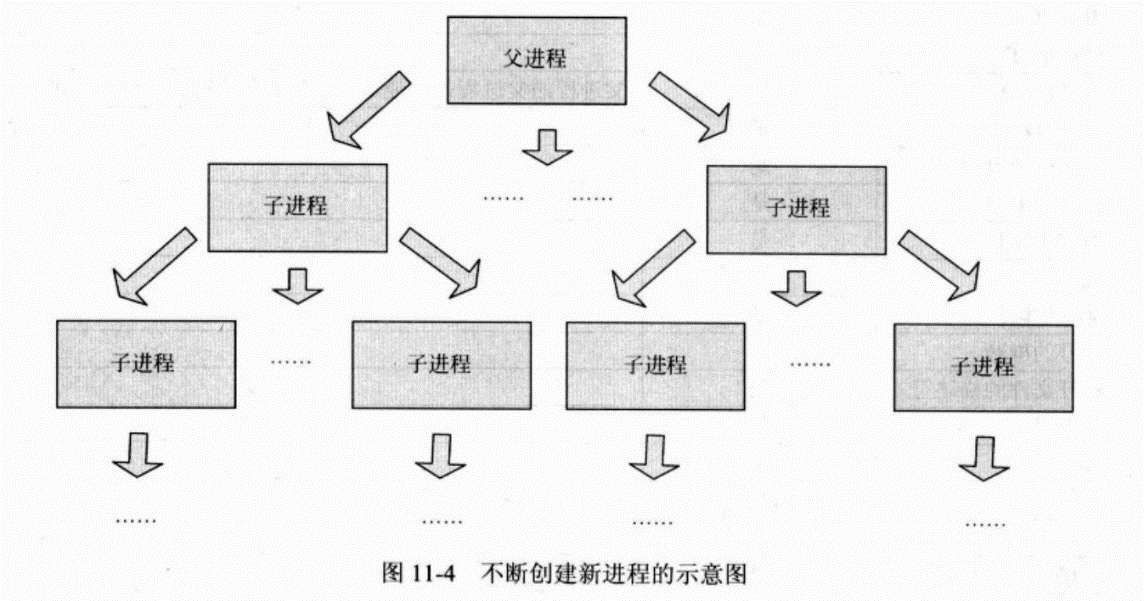 父进程
…… ……
子进程
子进程
子进程
……
子进程
子进程
……
子进程
……
……
……
……
图 11-4 不断创建新进程的示意图